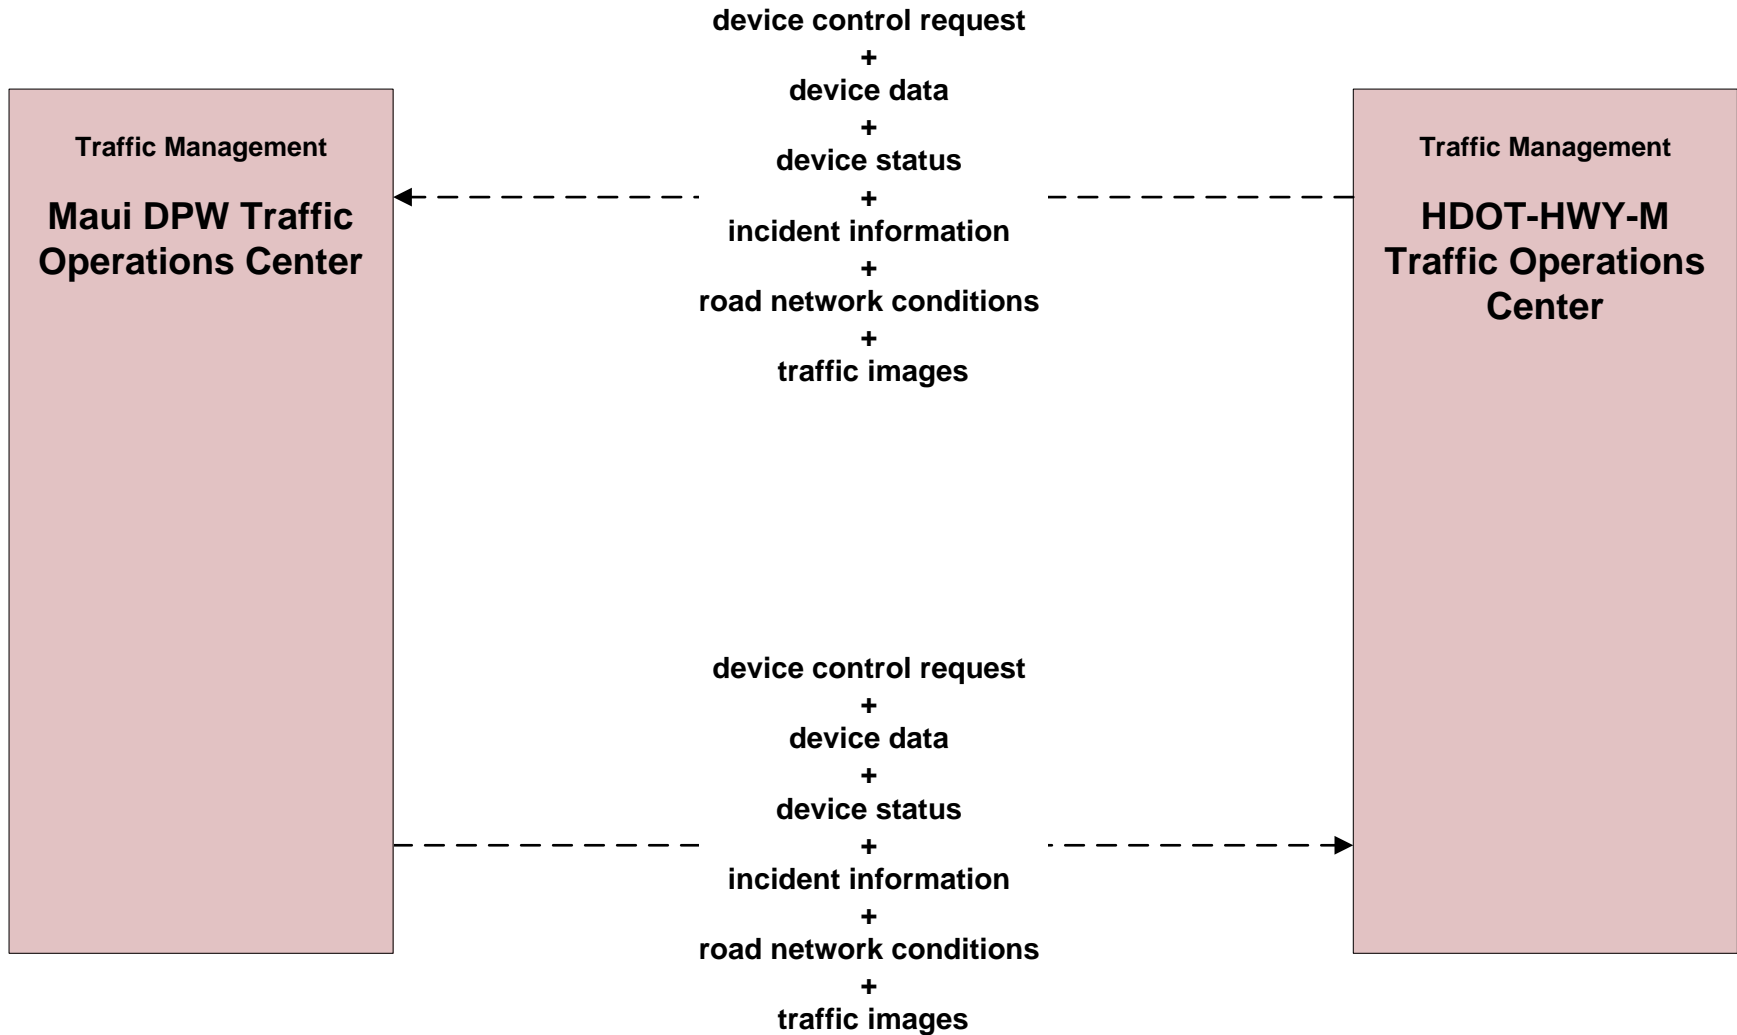 Traffic Management
Maui DPW Traffic
Operations Center
device control request
+
device data
+
device status
+
incident information
+
road network conditions
+
traffic images
Traffic Management
HDOT-HWY-M
Traffic Operations
Center
device control request
+
device data
+
device status
+
incident information
+
road network conditions
+
traffic images